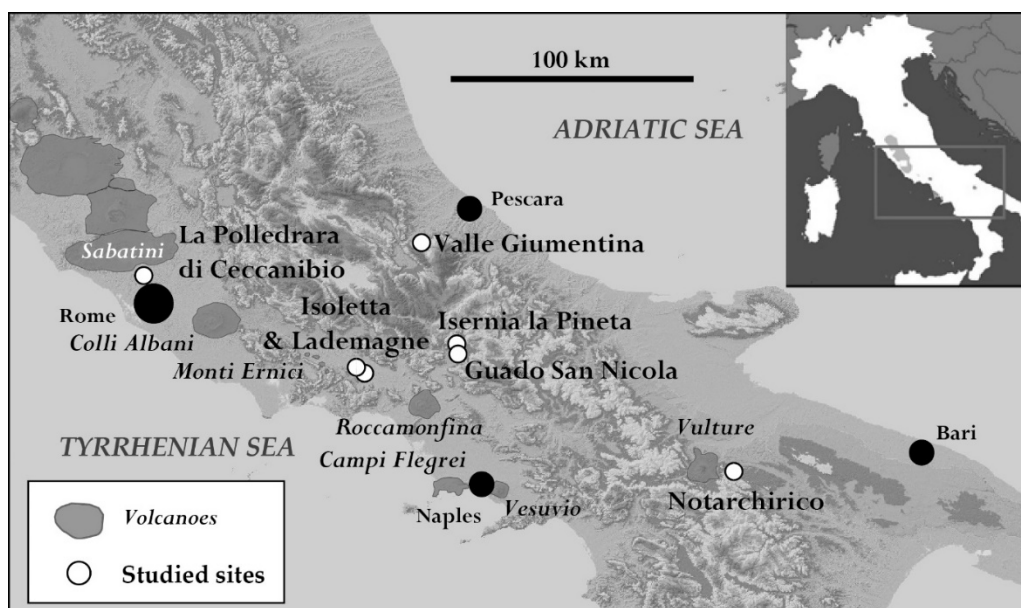 100 km
ADRIATIC SEA
Pescara
Valle Giumentina
La Polledrara
di Ceccanibio
Sabatini
Rome
Colli Albani
Isoletta
& Lademagne
Monti Ernici
Isernia la Pineta
Guado San Nicola
Roccamonfina
TYRRHENIAN SEA
Campi Flegrei
Naples
Vesuvio
Vulture
Notarchirico
Bari
Volcanoes
Studied sites